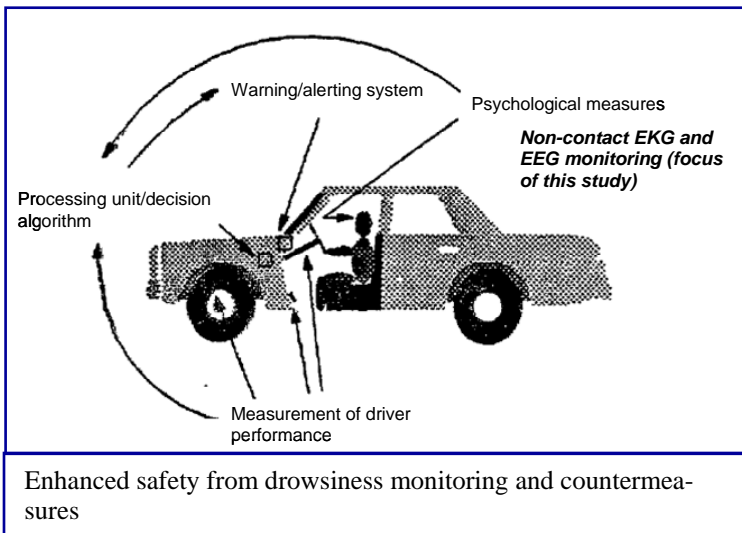 Warning/alerting system
Psychological measures
Non-contact EKG and
EEG monitoring (focus
of this study)
Processing unit/decision
algorithm
Measurement of driver
performance
Enhanced safety from drowsiness monitoring and countermea-
sures